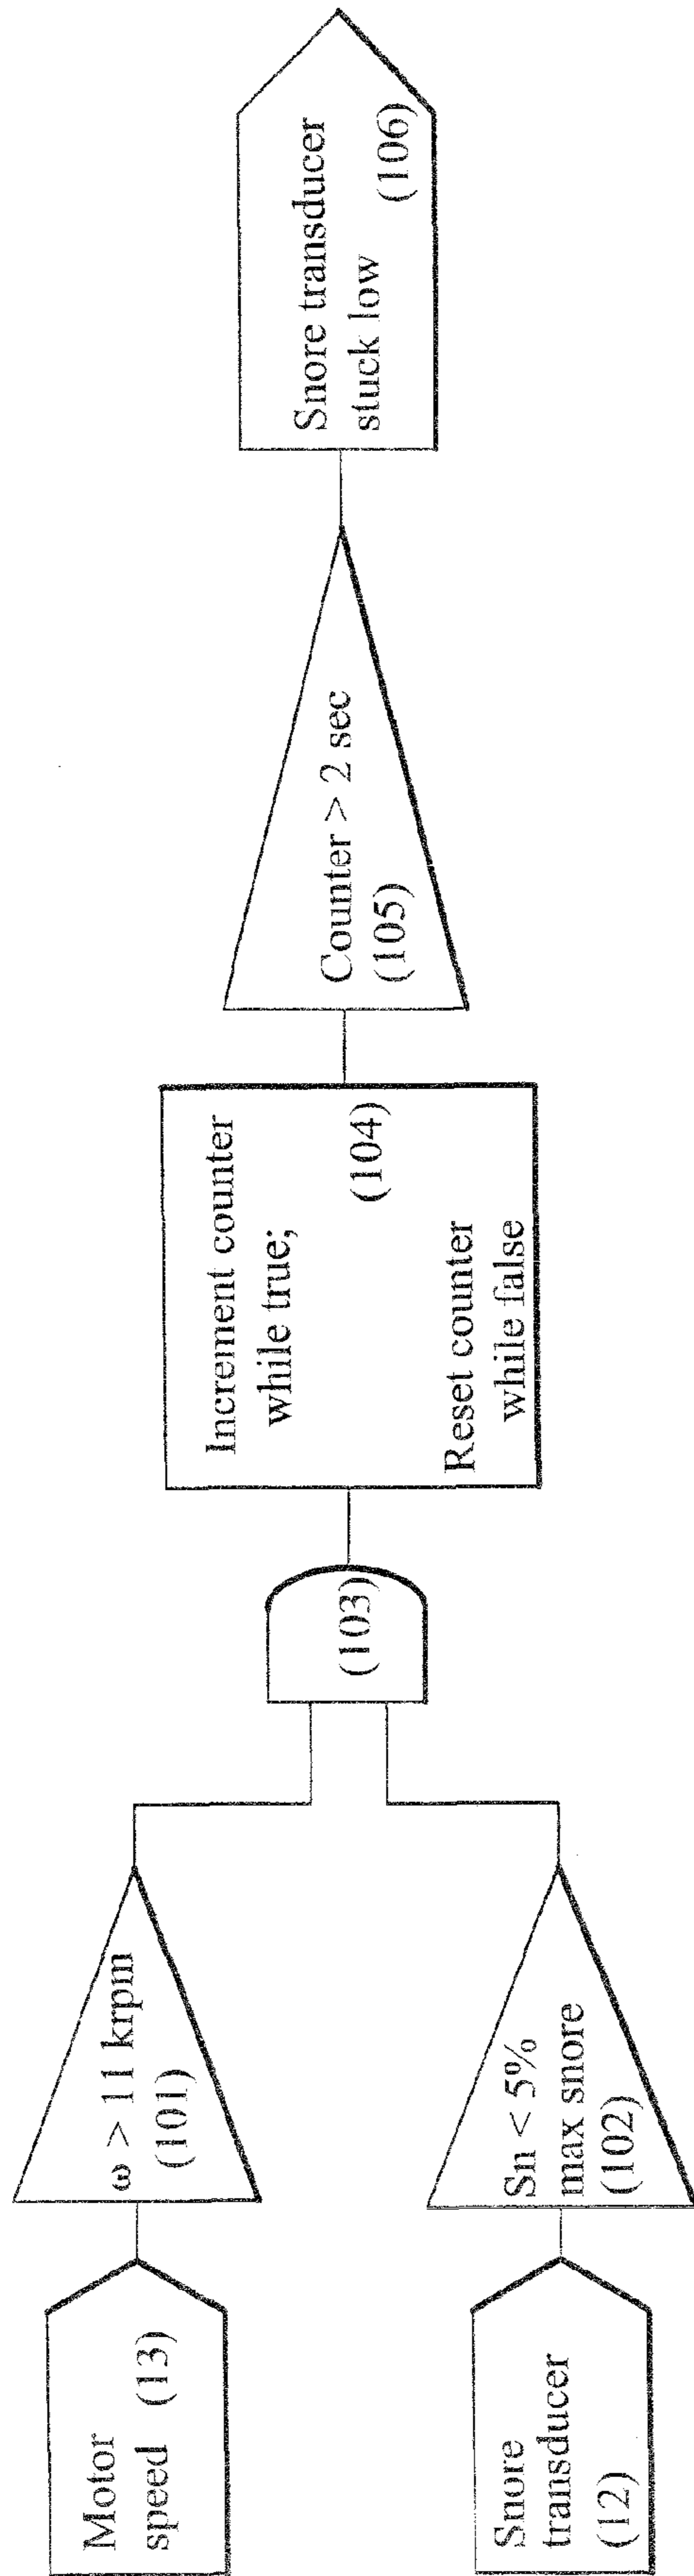 Motor
speed (13)
ω > 11 krpm
(101)
Snore
transducer
(12)
Sn < 5%
max snore
(102)
(103)
Increment counter
while true;
(104)
Reset counter
while false
Counter > 2 sec
(105)
Snore transducer
stuck low
(106)